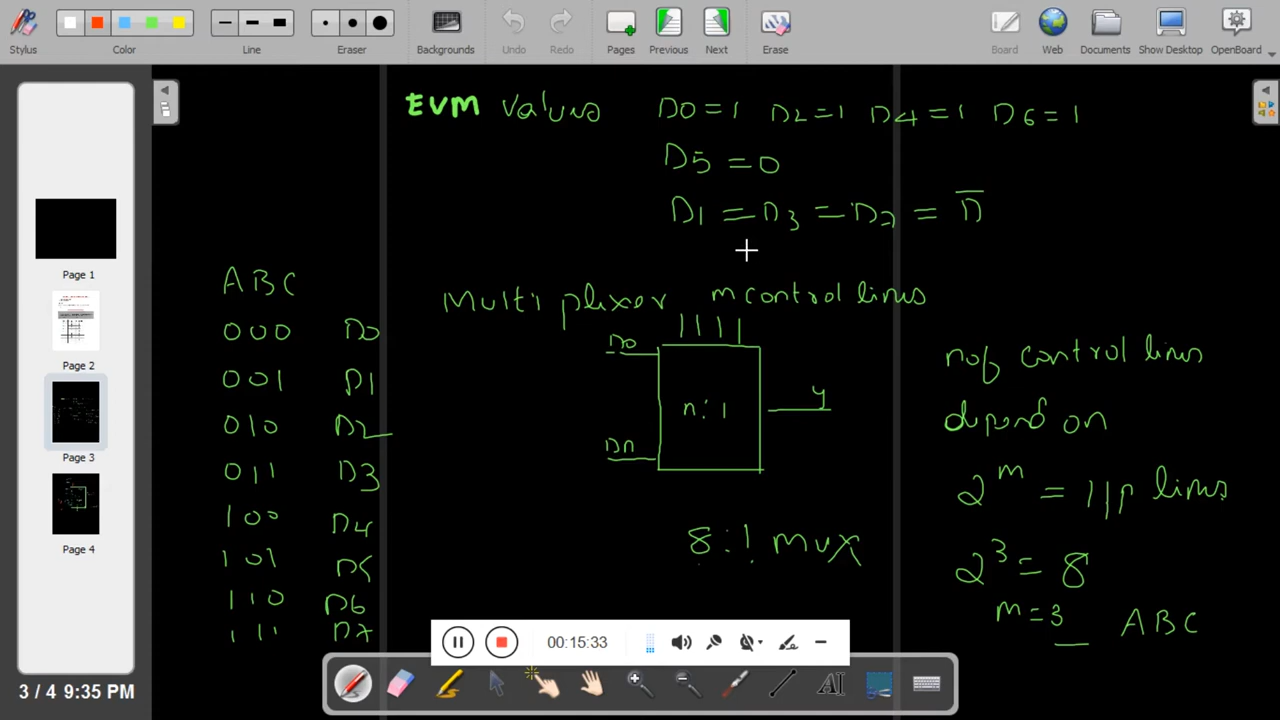 Stylus Color Line Eraser Backgrounds Undo Redo Pages Previous Next Erase Board Web Documents Show Desktop OpenBoard
EVM Values D0=1 D2=1 D4=1 D6=1
D5=0
D1=D3=D7=D̅
ABC
000 D0
001 D1
010 D2
011 D3
100 D4
101 D5
110 D6
111 D7
Multiplixer m control lines
D0
n:1
y
Dn
8:1 mux
no of control lines
depend on
2^m = I/P lines
2^3 = 8
m=3 ABC
Page 1
Page 2
Page 3
Page 4
00:15:33
3 / 4 9:35 PM